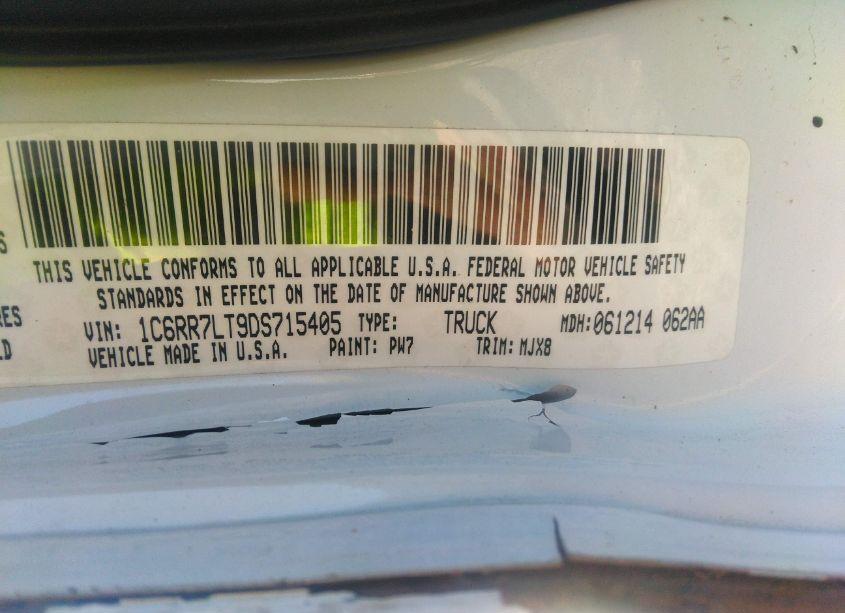 S
THIS VEHICLE CONFORMS TO ALL APPLICABLE U.S.A. FEDERAL MOTOR VEHICLE SAFETY
STANDARDS IN EFFECT ON THE DATE OF MANUFACTURE SHOWN ABOVE.
RES
VIN: 1C6RR7LT9DS715405 TYPE: TRUCK MDH:061214 062AA
D
VEHICLE MADE IN U.S.A. PAINT: PW7 TRIM: MJX8